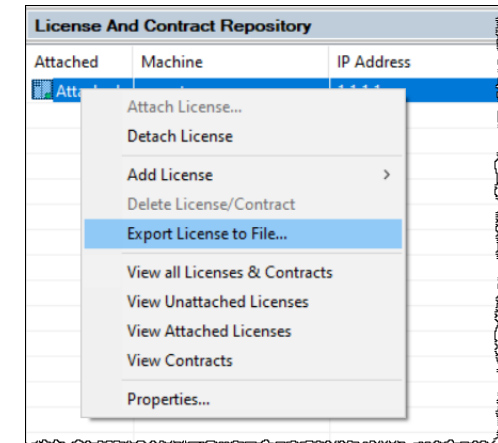 License And Contract Repository
Attached Machine IP Address
Attach License...
Detach License
Add License >
Delete License/Contract
Export License to File...
View all Licenses & Contracts
View Unattached Licenses
View Attached Licenses
View Contracts
Properties...